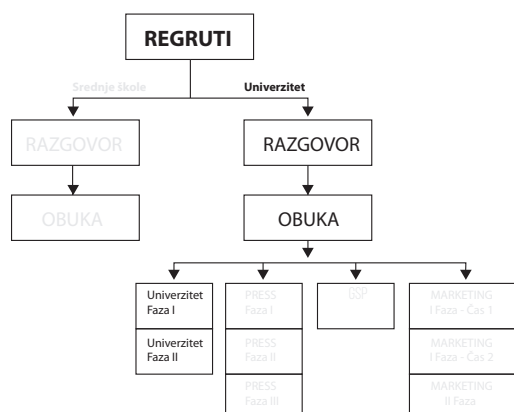 REGRUTI
Srednje škole
Univerzitet
RAZGOVOR
RAZGOVOR
OBUKA
OBUKA
Univerzitet
Faza I
PRESS
Faza I
GSP
MARKETING
I Faza - Čas 1
Univerzitet
Faza II
PRESS
Faza II
MARKETING
I Faza - Čas 2
PRESS
Faza III
MARKETING
II Faza